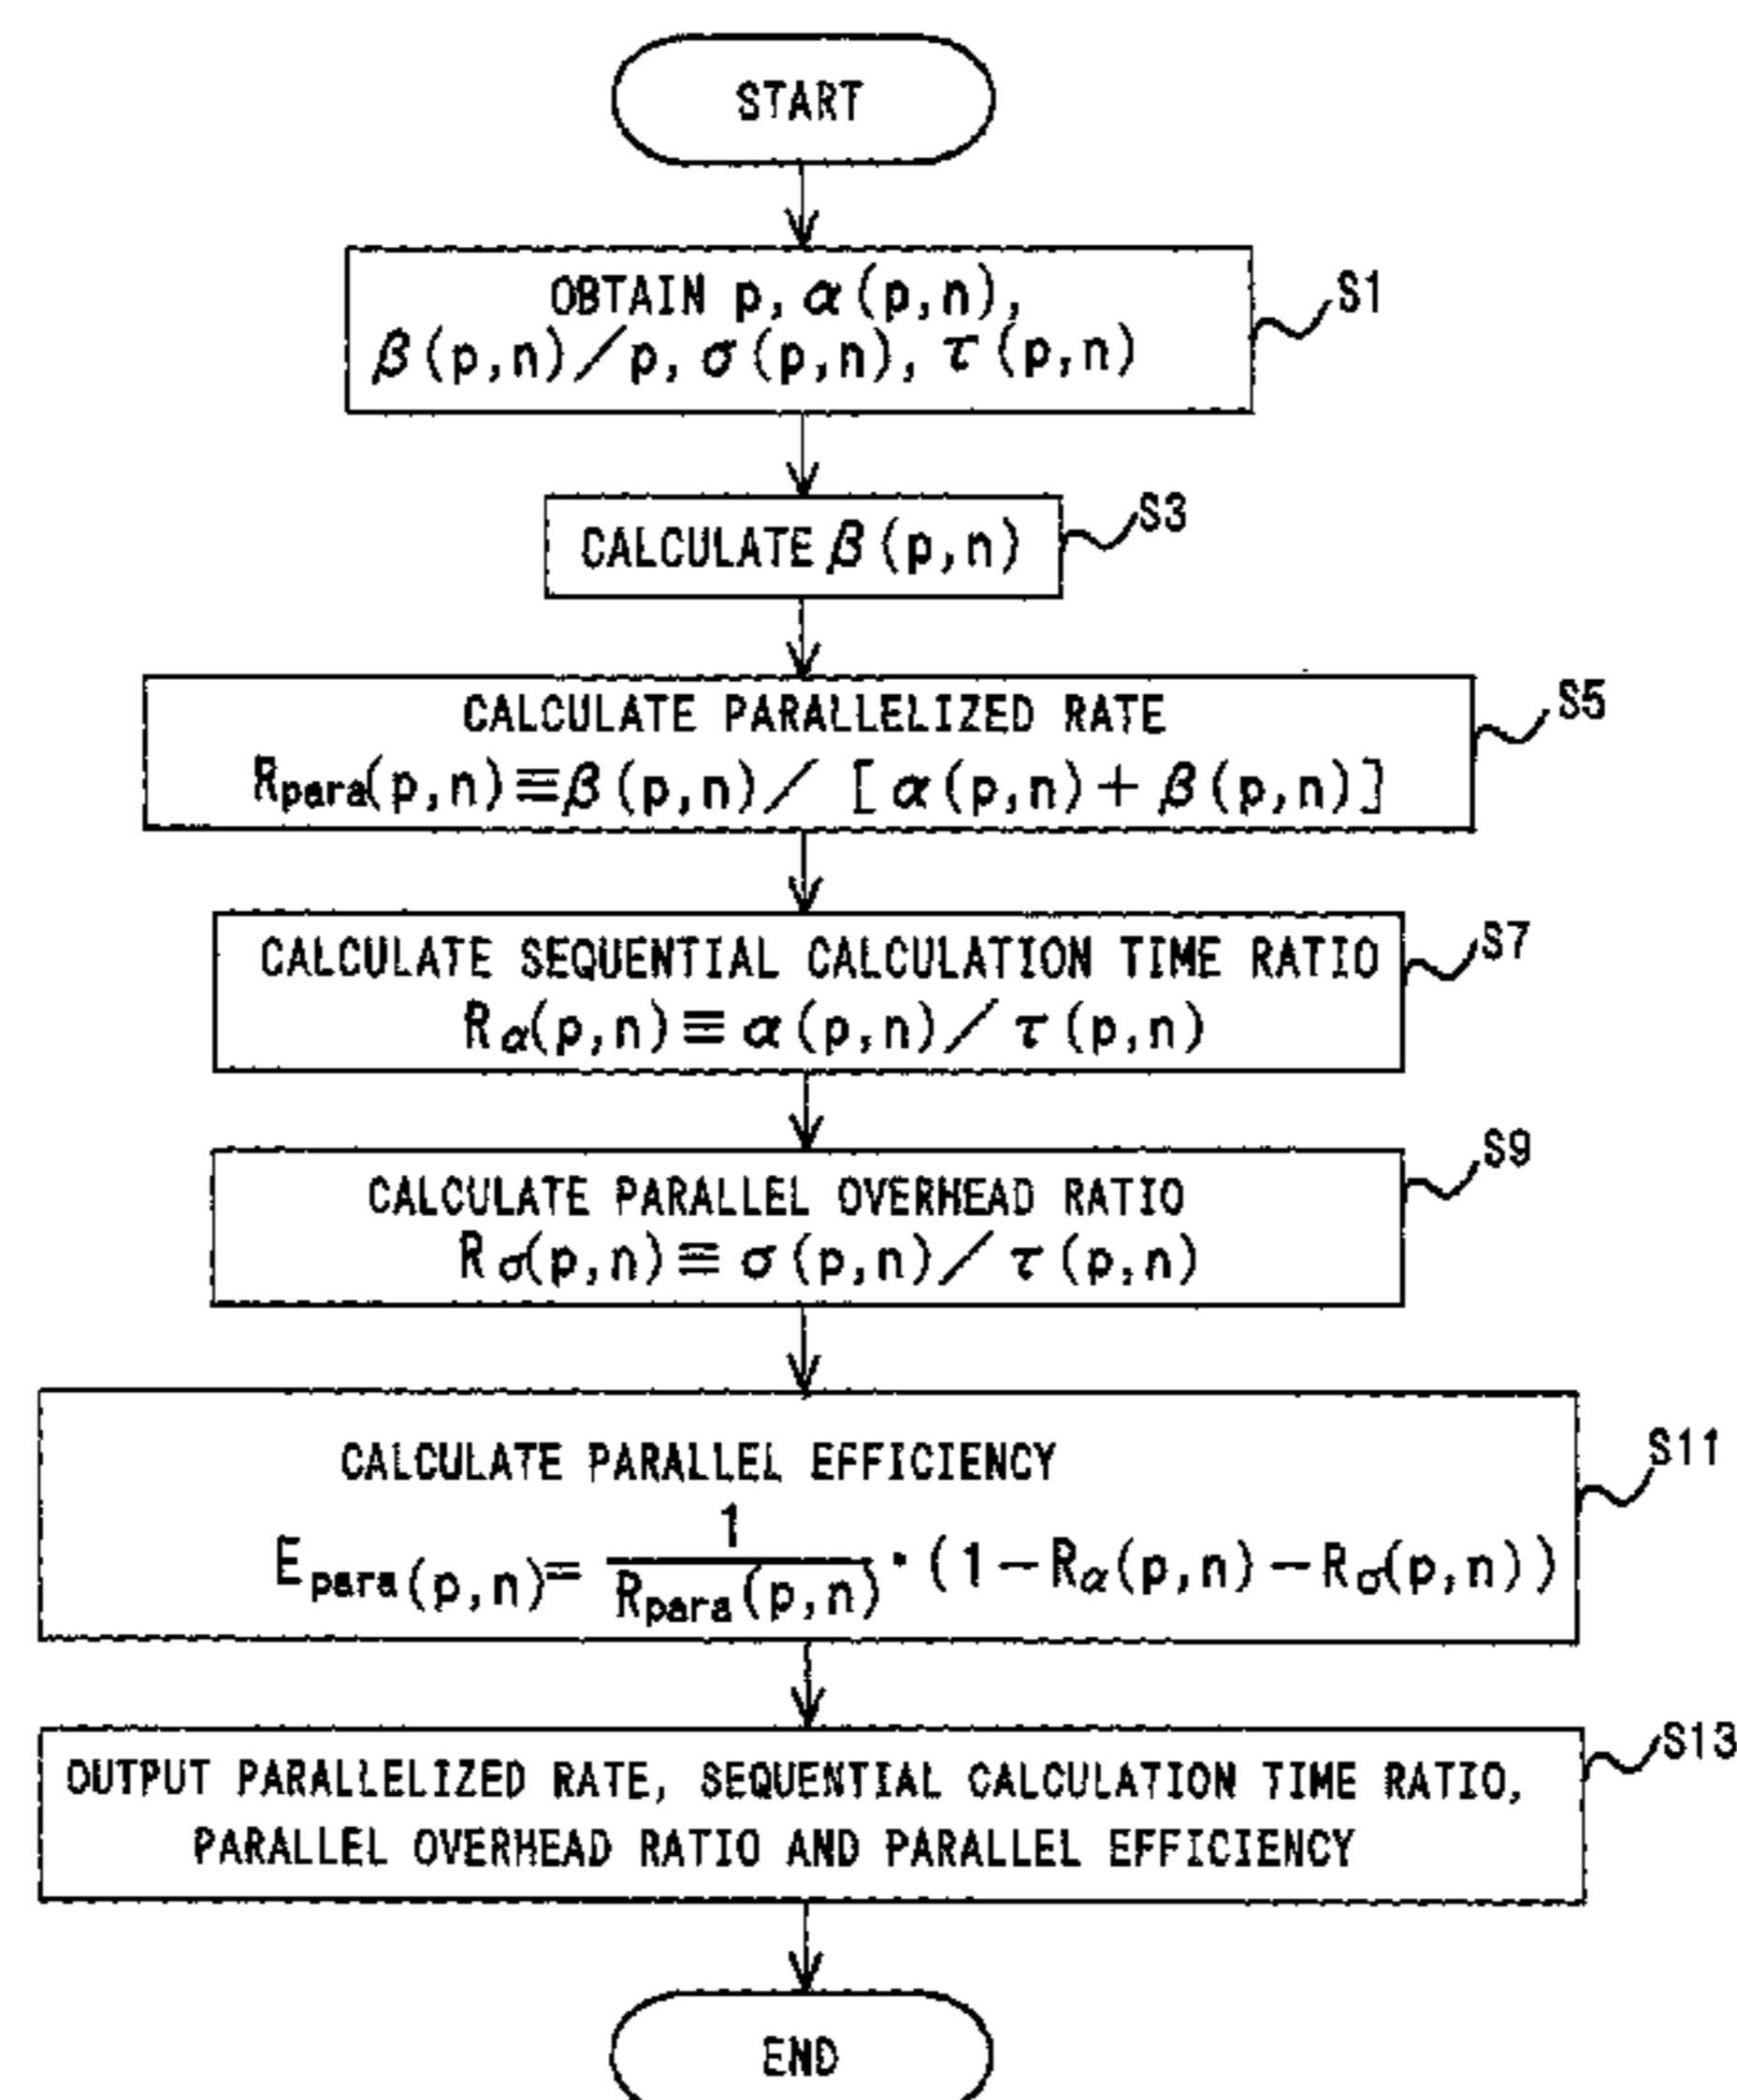 START
OBTAIN p, α(p,n),
β(p,n)/p, σ(p,n), τ(p,n)
S1
CALCULATE β(p,n)
S3
CALCULATE PARALLELIZED RATE
Rpara(p,n)≡β(p,n)/[α(p,n)+β(p,n)]
S5
CALCULATE SEQUENTIAL CALCULATION TIME RATIO
Rα(p,n)≡α(p,n)/τ(p,n)
S7
CALCULATE PARALLEL OVERHEAD RATIO
Rσ(p,n)≡σ(p,n)/τ(p,n)
S9
CALCULATE PARALLEL EFFICIENCY
Epara(p,n)= 1/Rpara(p,n)·(1-Rα(p,n)-Rσ(p,n))
S11
OUTPUT PARALLELIZED RATE, SEQUENTIAL CALCULATION TIME RATIO,
PARALLEL OVERHEAD RATIO AND PARALLEL EFFICIENCY
S13
END